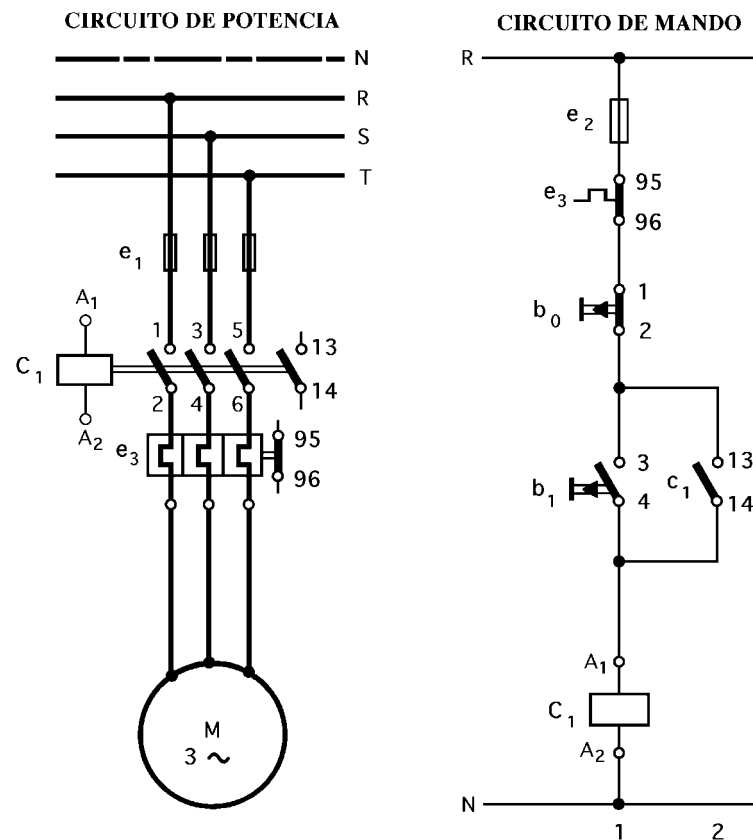 CIRCUITO DE POTENCIA
N
R
S
T
e1
A1
1 3 5 13
C1
2 4 6 14
A2
e3
95
96
M
3 ~
CIRCUITO DE MANDO
R
e2
95
e3
96
1
b0
2
3 13
b1 c1
4 14
A1
C1
A2
N
1 2